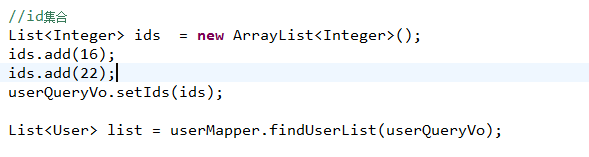 //id集合
List<Integer> ids  = new ArrayList<Integer>();
ids.add(16);
ids.add(22);
userQueryVo.setIds(ids);
List<User> list = userMapper.findUserList(userQueryVo);